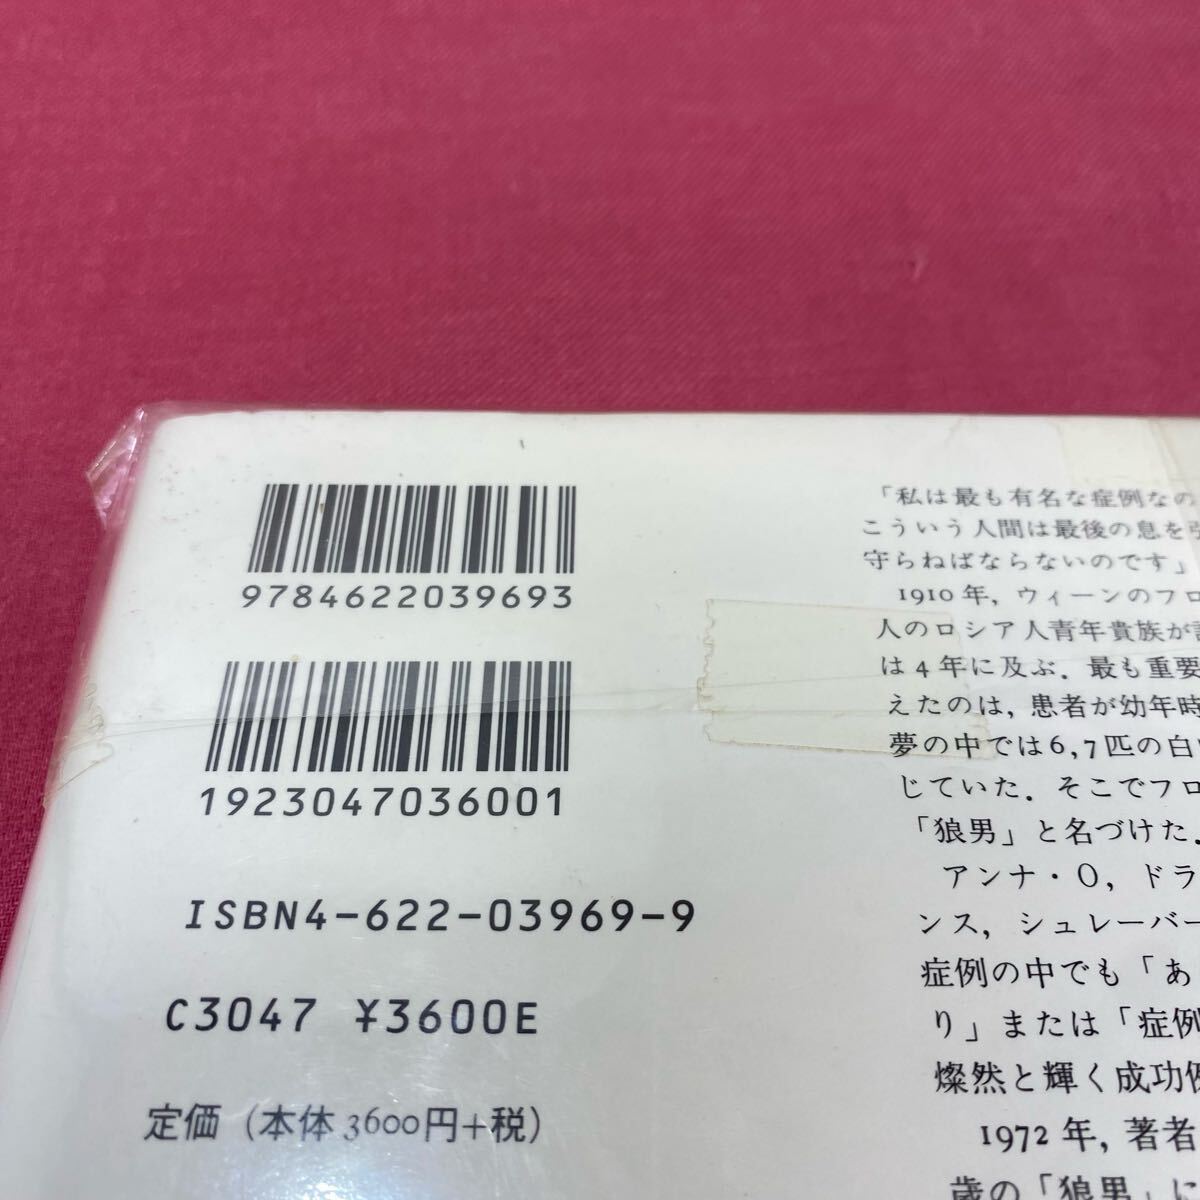 9784622039693
1923047036001
ISBN4-622-03969-9
C3047 ¥3600E
定価（本体3600円+税）
「私は最も有名な症例なの
こういう人間は最後の息を引
守らねばならないのです」
1910年，ウィーンのフロ
人のロシア人青年貴族が
は4年に及ぶ．最も重要
えたのは，患者が幼年時
夢の中では6，7匹の白い
じていた．そこでフロ
「狼男」と名づけた．
アンナ・O，ドラ
ンス，シュレーバー
症例の中でも「あ
り」または「症例
燦然と輝く成功例
1972年，著者
歳の「狼男」に